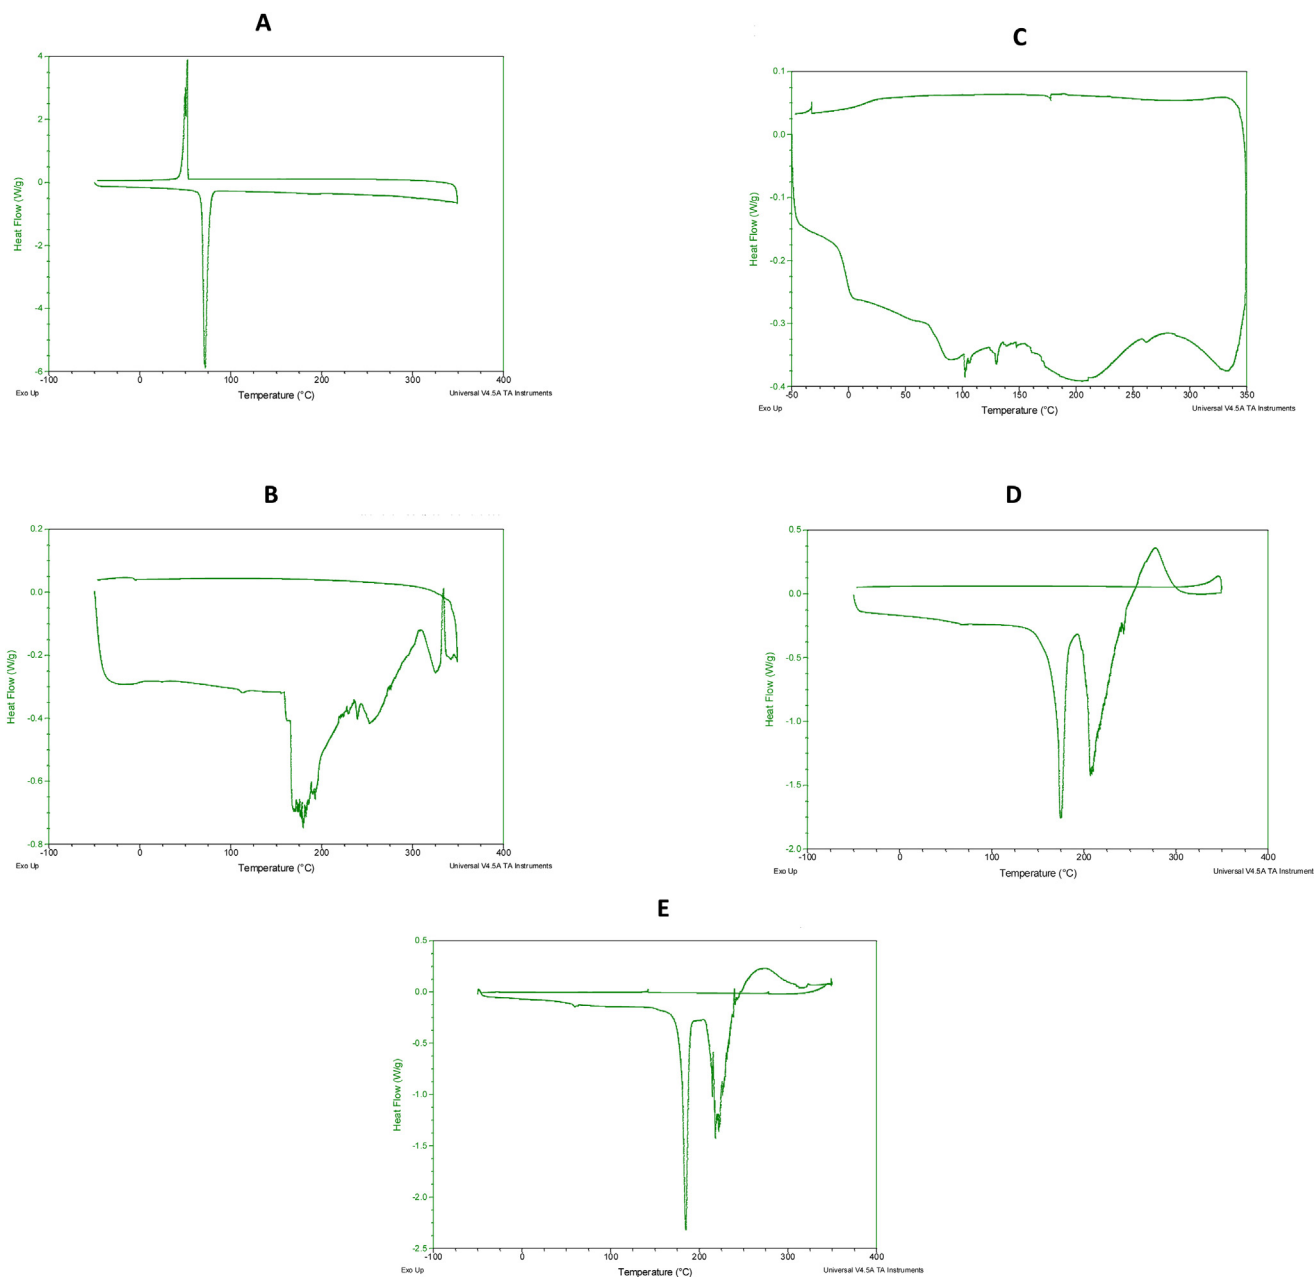 A
4
2
0
-2
-4
-6
Heat Flow (W/g)
-100 0 100 200 300 400
Exo Up Temperature (°C) Universal V4.5A TA Instruments
C
0.1
0.0
-0.1
-0.2
-0.3
-0.4
Heat Flow (W/g)
-50 0 50 100 150 200 250 300 350
Exo Up Temperature (°C) Universal V4.5A TA Instruments
B
0.2
0.0
-0.2
-0.4
-0.6
-0.8
Heat Flow (W/g)
-100 0 100 200 300 400
Exo Up Temperature (°C) Universal V4.5A TA Instruments
D
0.5
0.0
-0.5
-1.0
-1.5
-2.0
Heat Flow (W/g)
-100 0 100 200 300 400
Exo Up Temperature (°C) Universal V4.5A TA Instrument
E
0.5
0.0
-0.5
-1.0
-1.5
-2.0
-2.5
Heat Flow (W/g)
-100 0 100 200 300 400
Exo Up Temperature (°C) Universal V4.5A TA Instruments